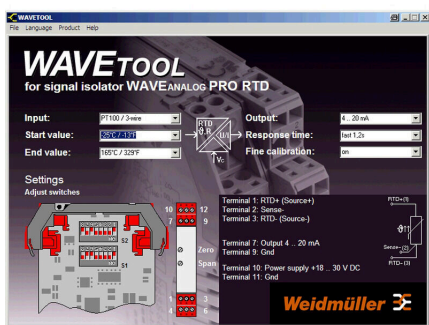 WAVETOOL
File Language Product Help
WAVETOOL
for signal isolator WAVEANALOG PRO RTD
Input: PT100 / 3-wire
Output: 4 .. 20 mA
Start value: -25°C / -13°F
Response time: fast 1,2s
End value: 165°C / 329°F
Fine calibration: on
RTD
ϑ.R
U/I
Vc
Settings
Adjust switches
S2
S1
10 12
7 9
Zero
Span
1 3
4 6
Terminal 1: RTD+ (Source+)
Terminal 2: Sense-
Terminal 3: RTD- (Source-)
Terminal 7: Output 4 .. 20 mA
Terminal 9: Gnd
Terminal 10: Power supply +18 .. 30 V DC
Terminal 11: Gnd
RTD+(1)
Sense- (2)
RTD- (3)
Weidmüller